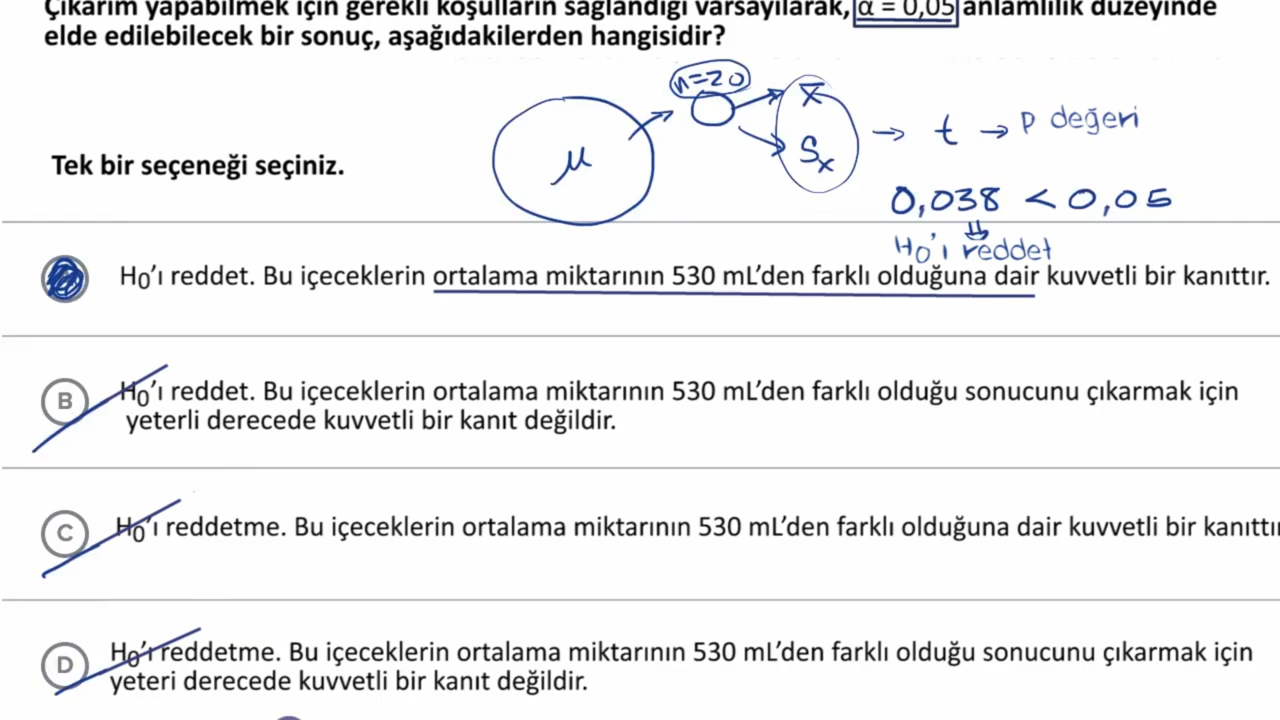 Çıkarım yapabilmek için gerekli koşulların sağlandığı varsayılarak, α = 0,05 anlamlılık düzeyinde
elde edilebilecek bir sonuç, aşağıdakilerden hangisidir?
n=20
x̄
μ
Sx
t
P değeri
Tek bir seçeneği seçiniz.
0,038 < 0,05
H0'ı reddet
H0'ı reddet. Bu içeceklerin ortalama miktarının 530 mL'den farklı olduğuna dair kuvvetli bir kanıttır.
B
H0'ı reddet. Bu içeceklerin ortalama miktarının 530 mL'den farklı olduğu sonucunu çıkarmak için
yeterli derecede kuvvetli bir kanıt değildir.
C
H0'ı reddetme. Bu içeceklerin ortalama miktarının 530 mL'den farklı olduğuna dair kuvvetli bir kanıttı
D
H0'ı reddetme. Bu içeceklerin ortalama miktarının 530 mL'den farklı olduğu sonucunu çıkarmak için
yeteri derecede kuvvetli bir kanıt değildir.